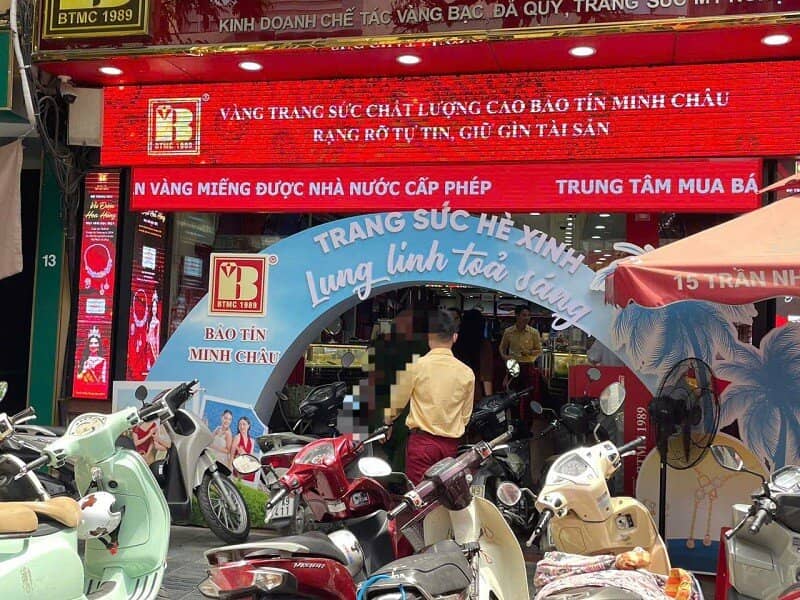 BTMC 1989
KINH DOANH CHẾ TÁC VÀNG BẠC, ĐÁ QUÝ, TRANG SỨC MỸ
VÀNG TRANG SỨC CHẤT LƯỢNG CAO BẢO TÍN MINH CHÂU
BTMC 1989
RẠNG RỠ TỰ TIN, GIỮ GÌN TÀI SẢN
N VÀNG MIẾNG ĐƯỢC NHÀ NƯỚC CẤP PHÉP
TRUNG TÂM MUA BÁ
13
TRANG SỨC HÈ XINH
Lung linh toả sáng
BTMC 1989
BẢO TÍN
MINH CHÂU
15 TRẦN NH
1989